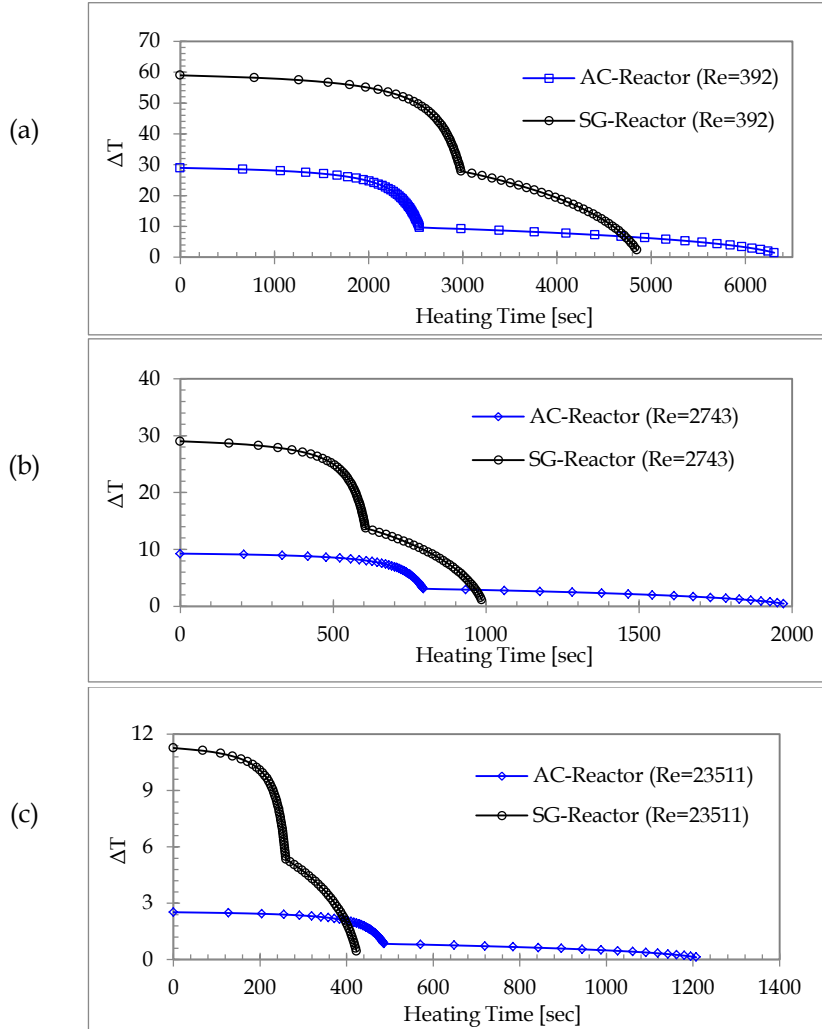 (a)
70
60
50
40
30
20
10
0
ΔT
AC-Reactor (Re=392)
SG-Reactor (Re=392)
0 1000 2000 3000 4000 5000 6000
Heating Time [sec]
(b)
40
30
20
10
0
ΔT
AC-Reactor (Re=2743)
SG-Reactor (Re=2743)
0 500 1000 1500 2000
Heating Time [sec]
(c)
12
9
6
3
0
ΔT
AC-Reactor (Re=23511)
SG-Reactor (Re=23511)
0 200 400 600 800 1000 1200 1400
Heating Time [sec]